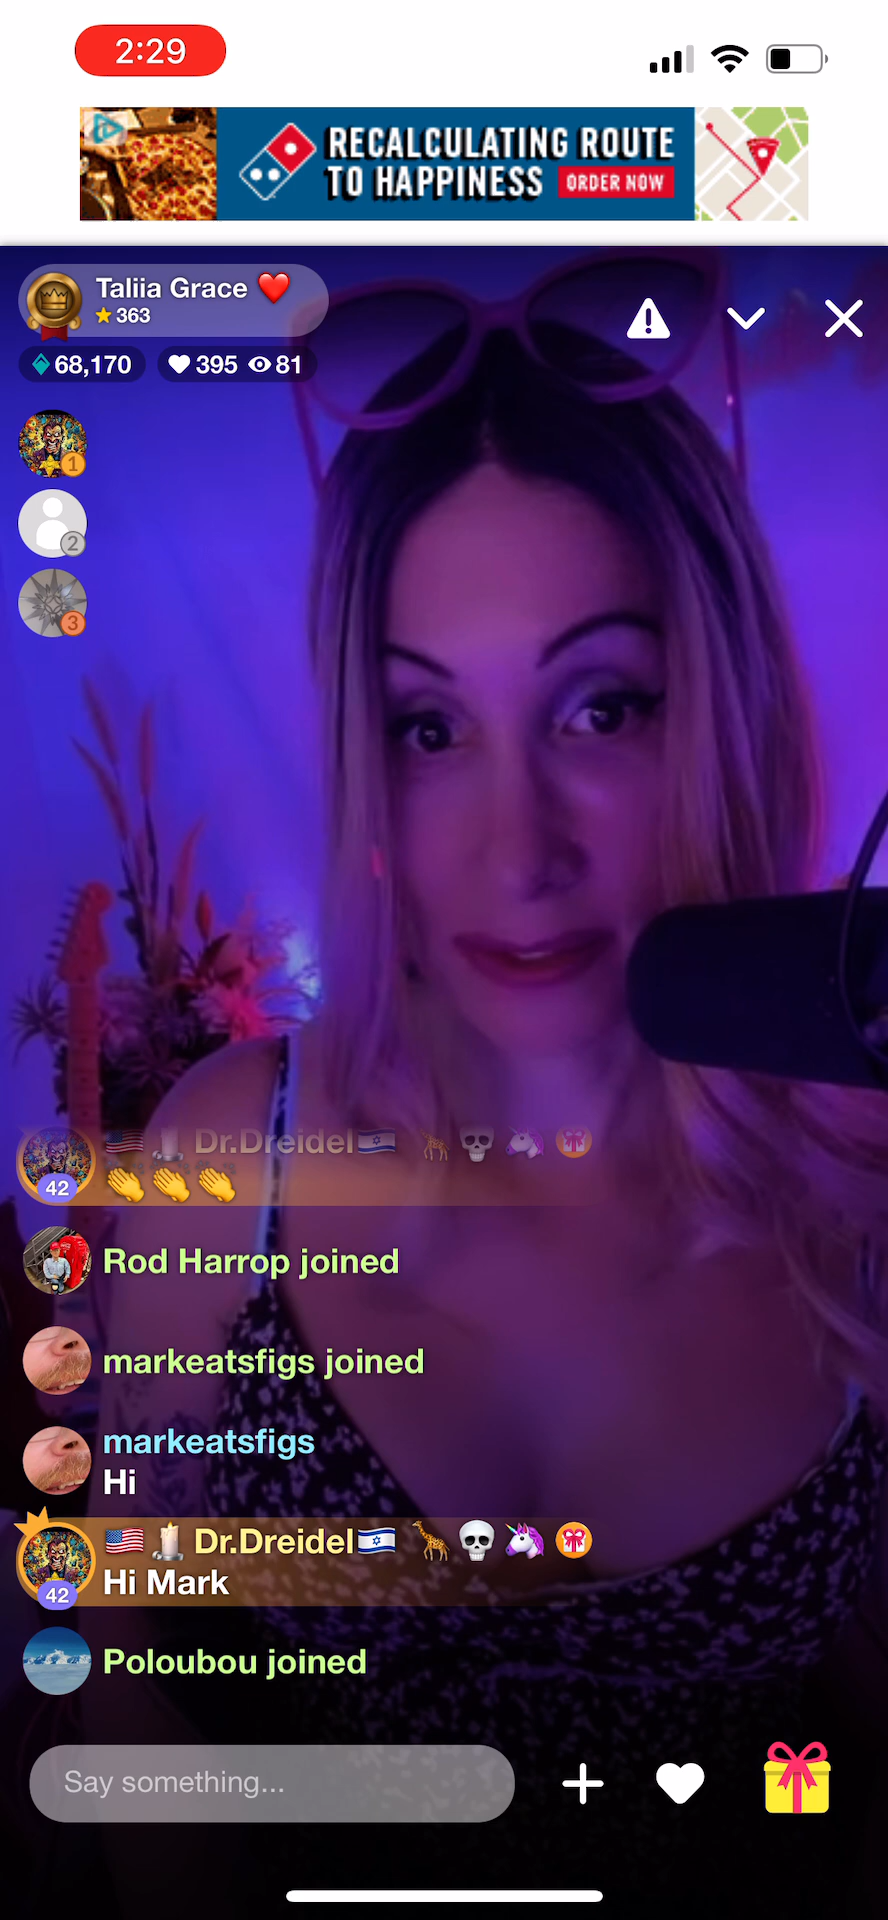 2:29
RECALCULATING ROUTE
TO HAPPINESS ORDER NOW
Taliia Grace ❤️
363
68,170 395 81
1
2
3
🇺🇸 🕯️ Dr.Dreidel🇮🇱 🦒💀🦄
42 👏👏👏
Rod Harrop joined
markeatsfigs joined
markeatsfigs
Hi
🇺🇸 🕯️ Dr.Dreidel🇮🇱 🦒💀🦄
Hi Mark
42
Poloubou joined
Say something...